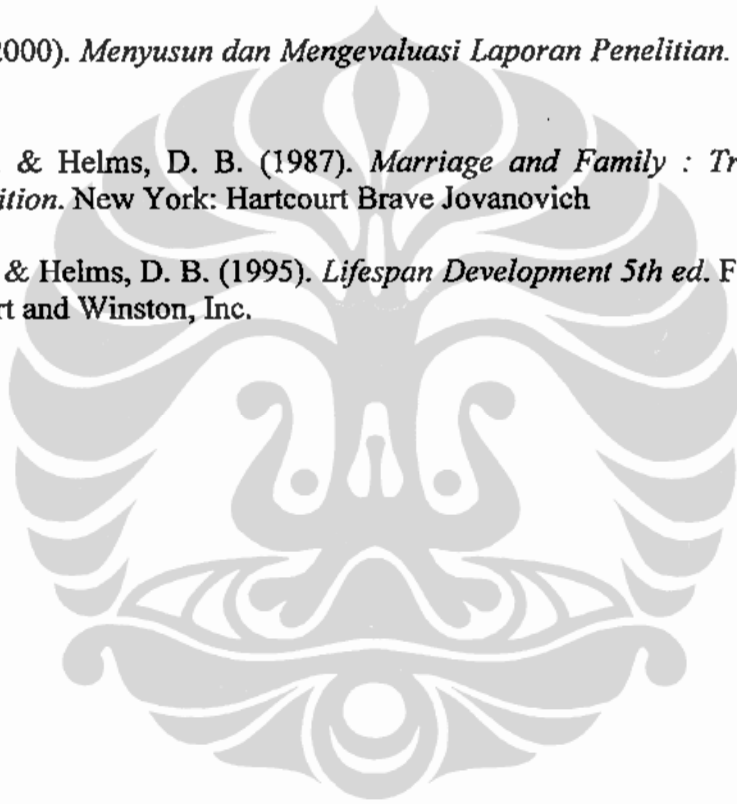 2000). Menyusun dan Mengevaluasi Laporan Penelitian.
& Helms, D. B. (1987). Marriage and Family : Tr
ition. New York: Hartcourt Brave Jovanovich
& Helms, D. B. (1995). Lifespan Development 5th ed. F
rt and Winston, Inc.